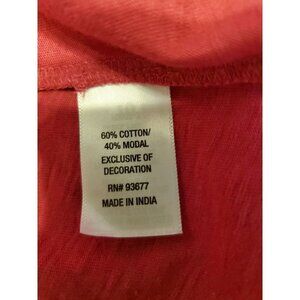 60% COTTON/
40% MODAL
EXCLUSIVE OF
DECORATION
RN# 93677
MADE IN INDIA